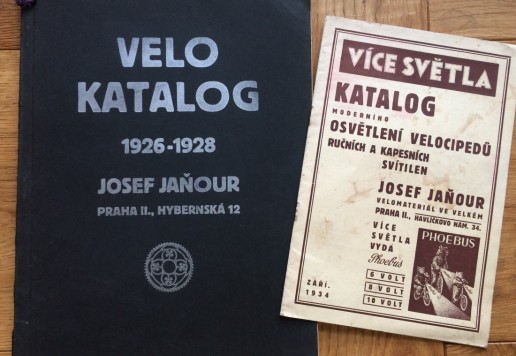 VELO
KATALOG
1926-1928
JOSEF JAŇOUR
PRAHA II., HYBERNSKÁ 12
VÍCE SVĚTLA
KATALOG
MODERNÍHO
OSVĚTLENÍ VELOCIPEDŮ
RUČNÍCH A KAPESNÍCH
SVÍTILEN
JOSEF JAŇOUR
VELOMATERIÁL VE VELKÉM
PRAHA II., HAVLÍČKOVO NÁM. 34.
VÍCE
SVĚTLA
VYDÁ
Phoebus
6 VOLT
8 VOLT
10 VOLT
PHOEBUS
ZÁŘÍ.
1934